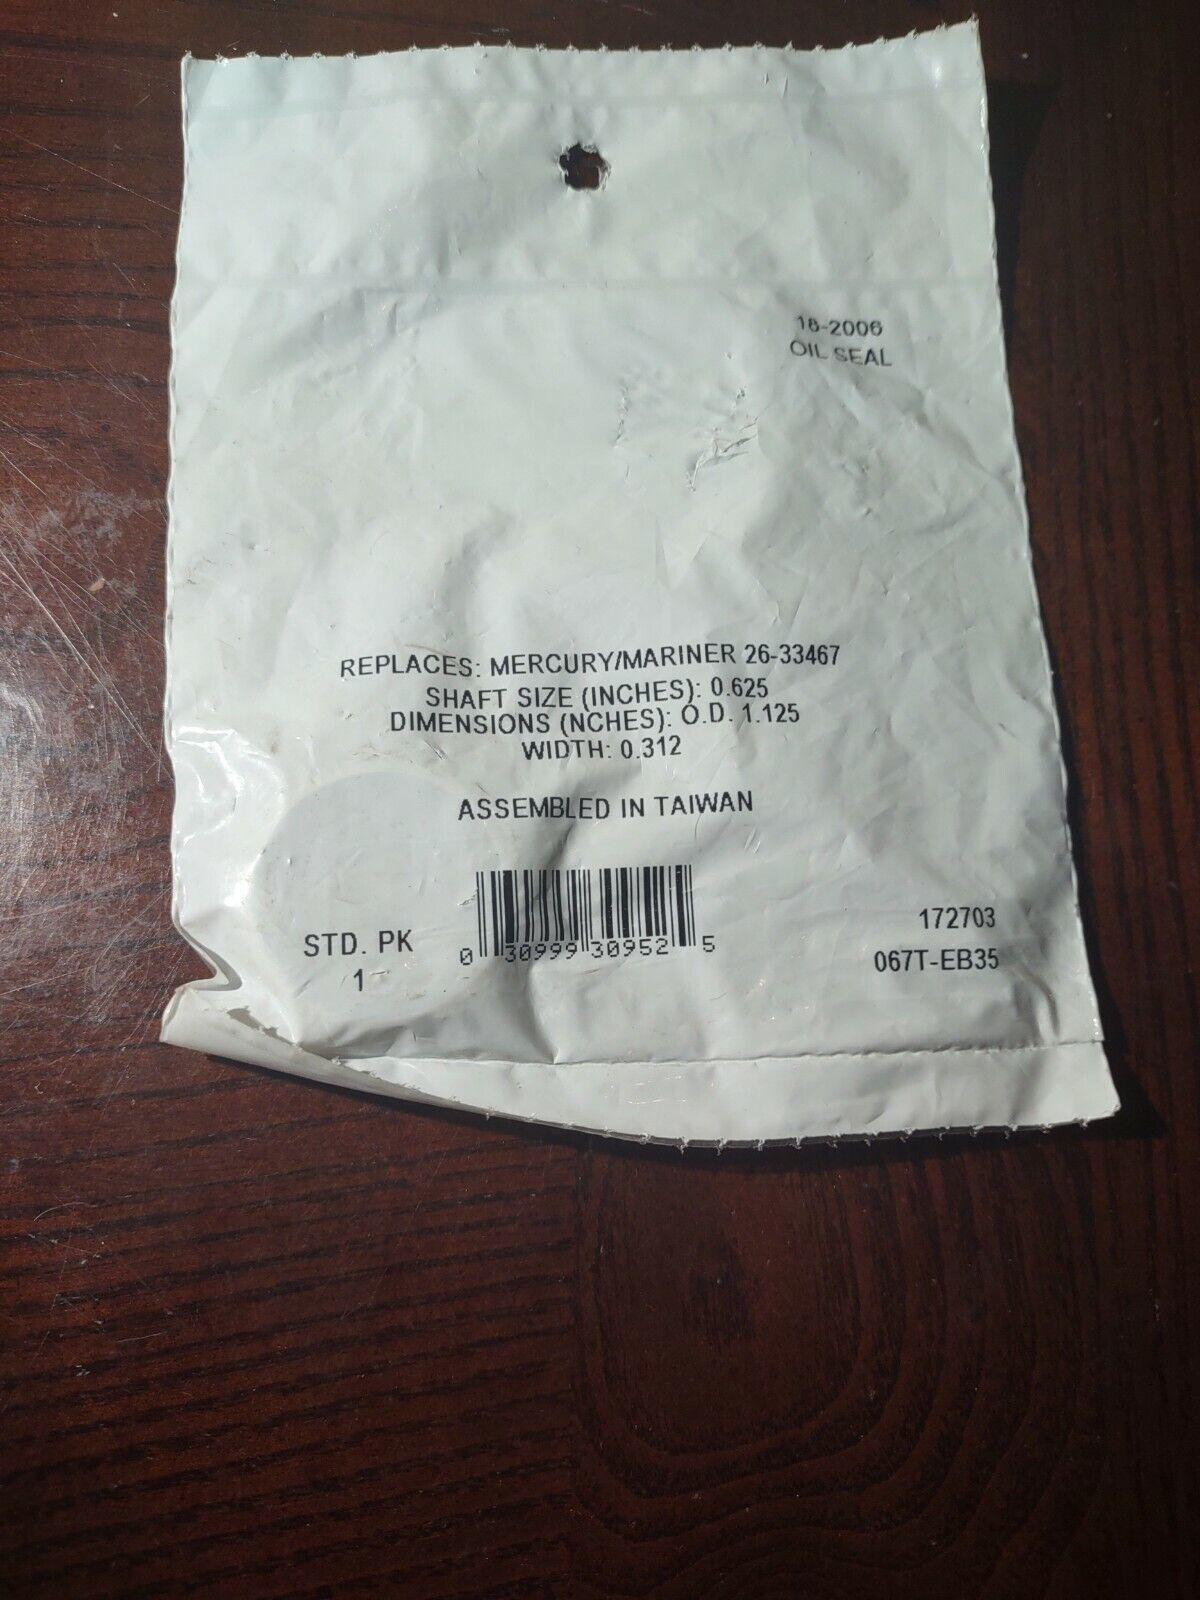 18-2006
OIL SEAL
REPLACES: MERCURY/MARINER 26-33467
SHAFT SIZE (INCHES): 0.625
DIMENSIONS (NCHES): O.D. 1.125
WIDTH: 0.312
ASSEMBLED IN TAIWAN
STD. PK
1
0 30999 30952 5
172703
067T-EB35